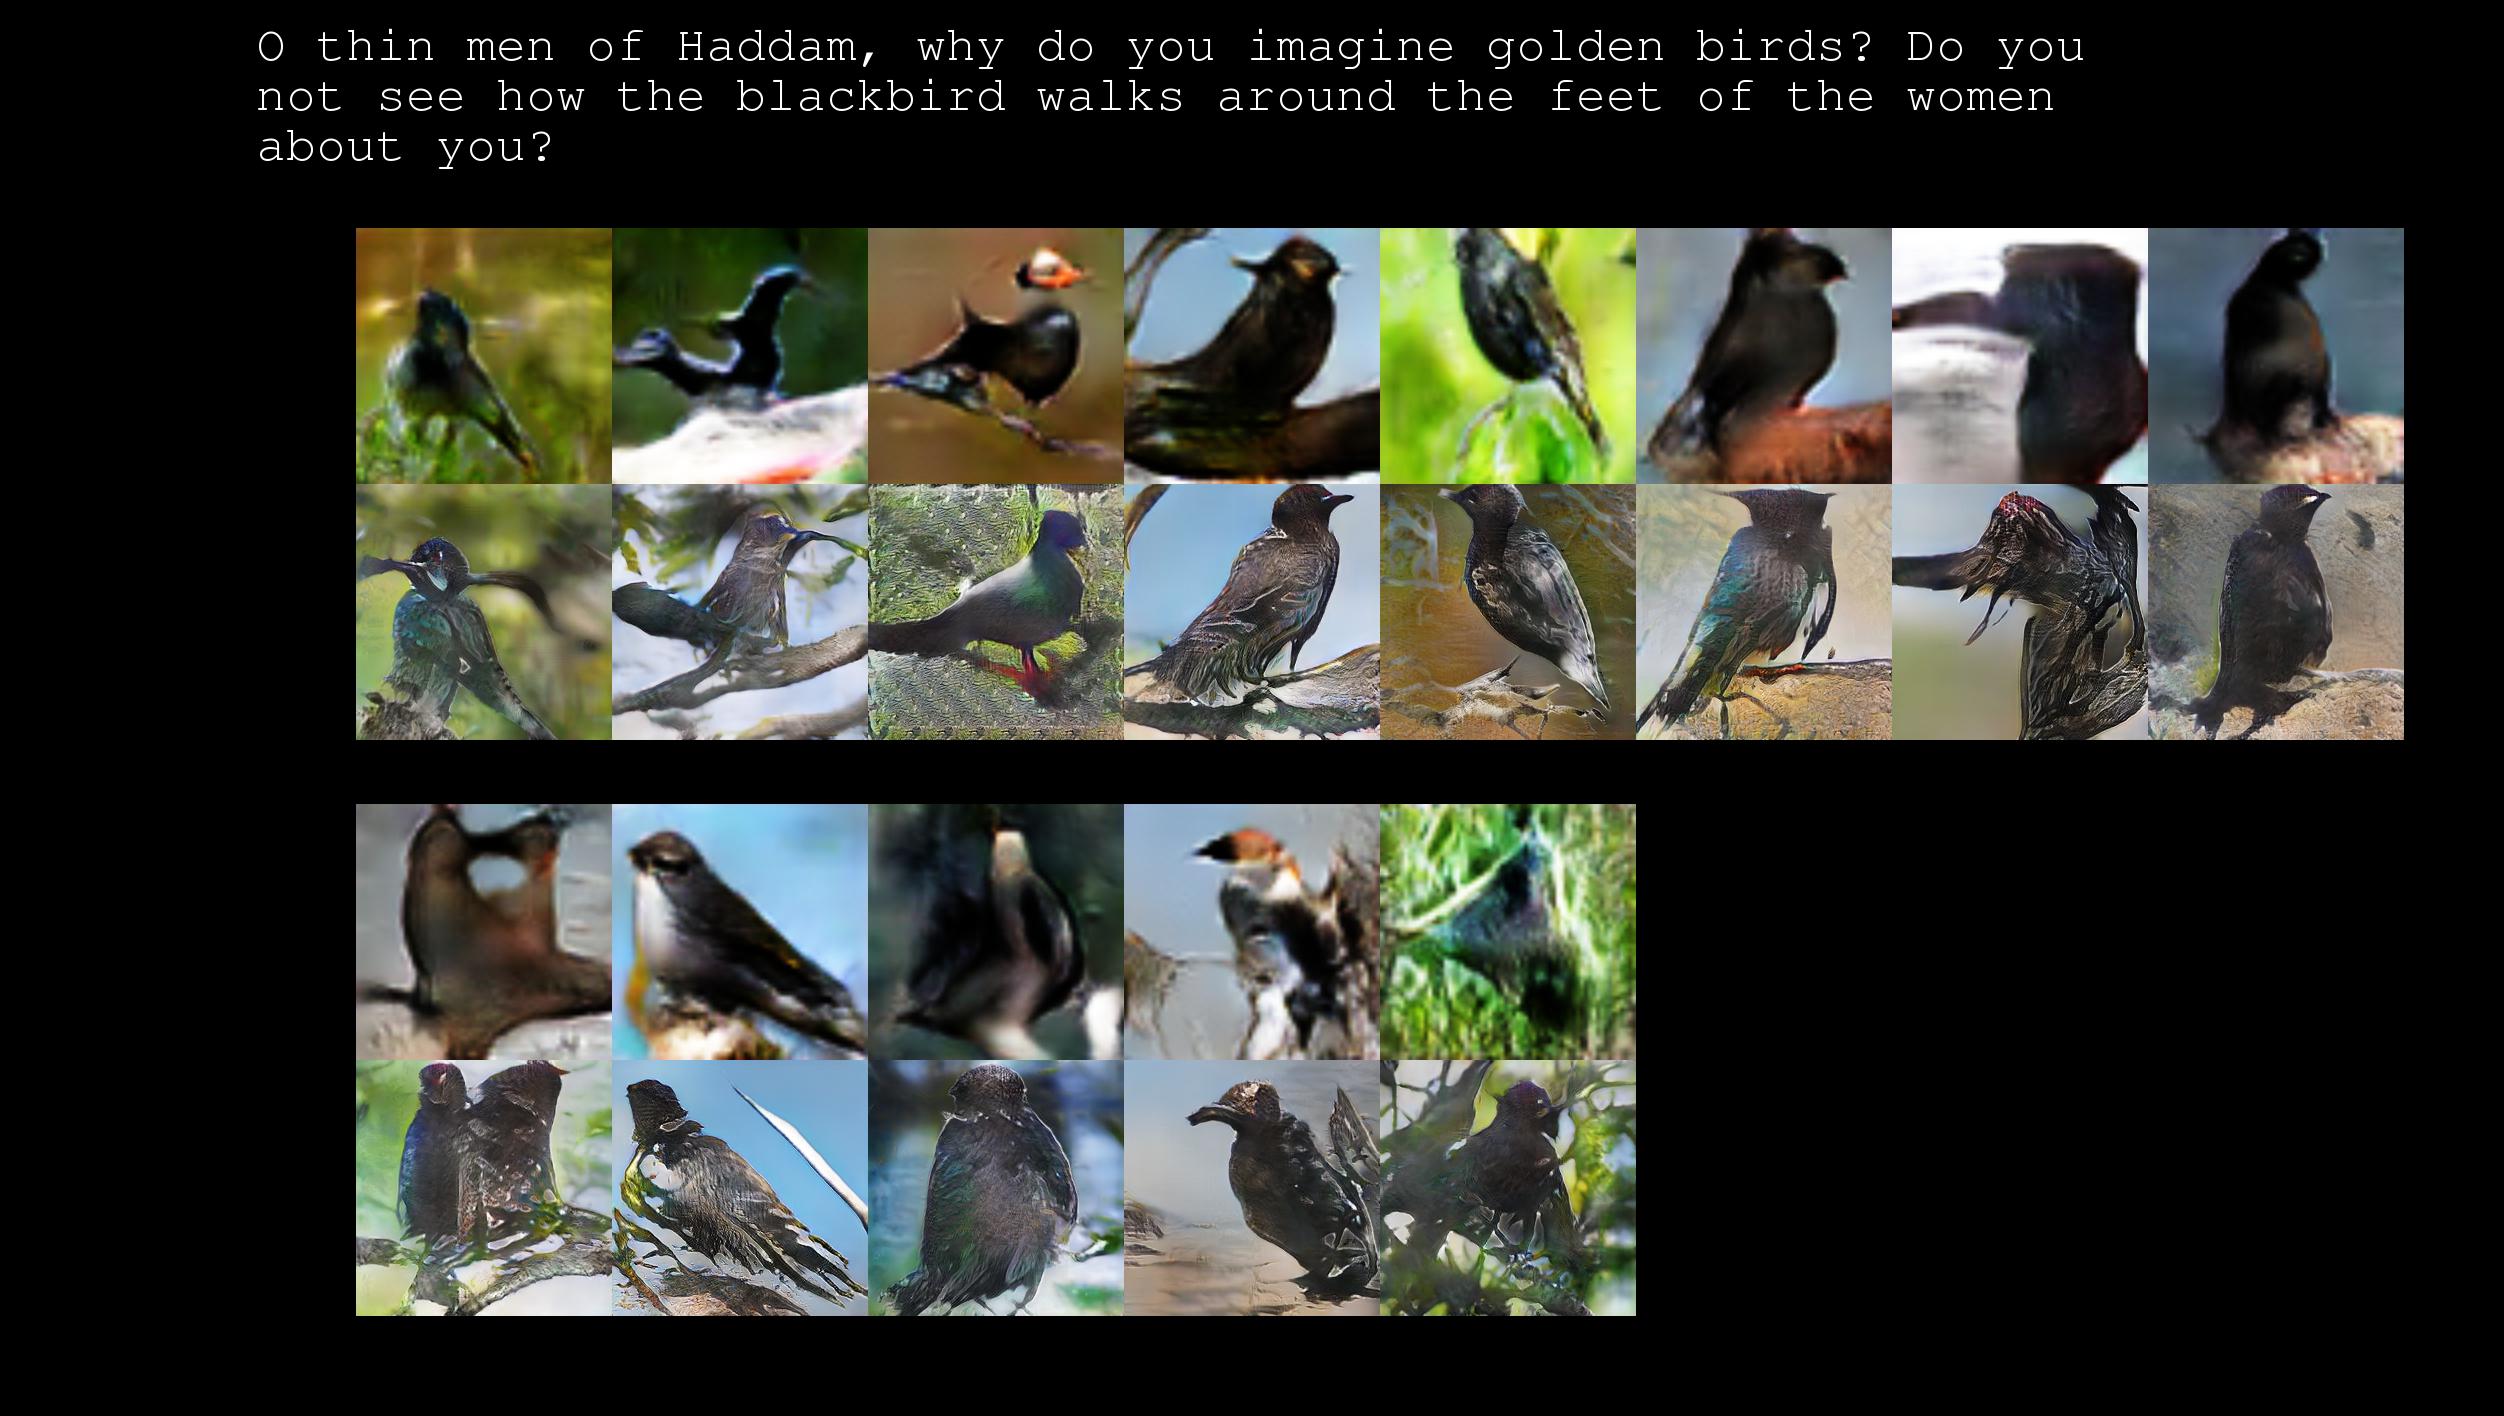 O thin men of Haddam, why do you imagine golden birds? Do you
not see how the blackbird walks around the feet of the women
about you?